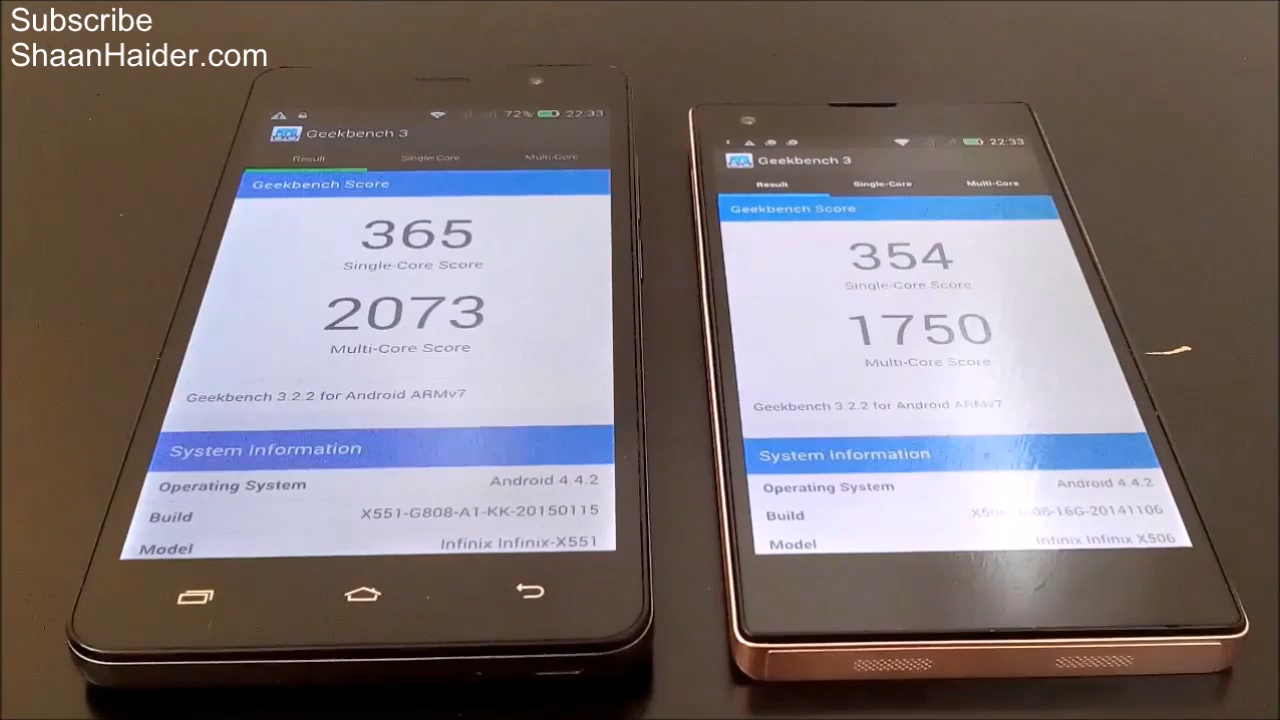 Subscribe
ShaanHaider.com
72% 22:33
Geekbench 3
Result Single-Core Multi-Core
Geekbench Score
365
Single-Core Score
2073
Multi-Core Score
Geekbench 3.2.2 for Android ARMv7
System Information
Operating System Android 4.4.2
Build X551-G808-A1-KK-20150115
Model Infinix Infinix-X551
22:33
Geekbench 3
Result Single-Core Multi-Core
Geekbench Score
354
Single-Core Score
1750
Multi-Core Score
Geekbench 3.2.2 for Android ARMv7
System Information
Operating System Android 4.4.2
Build
Model Infinix Infinix X506